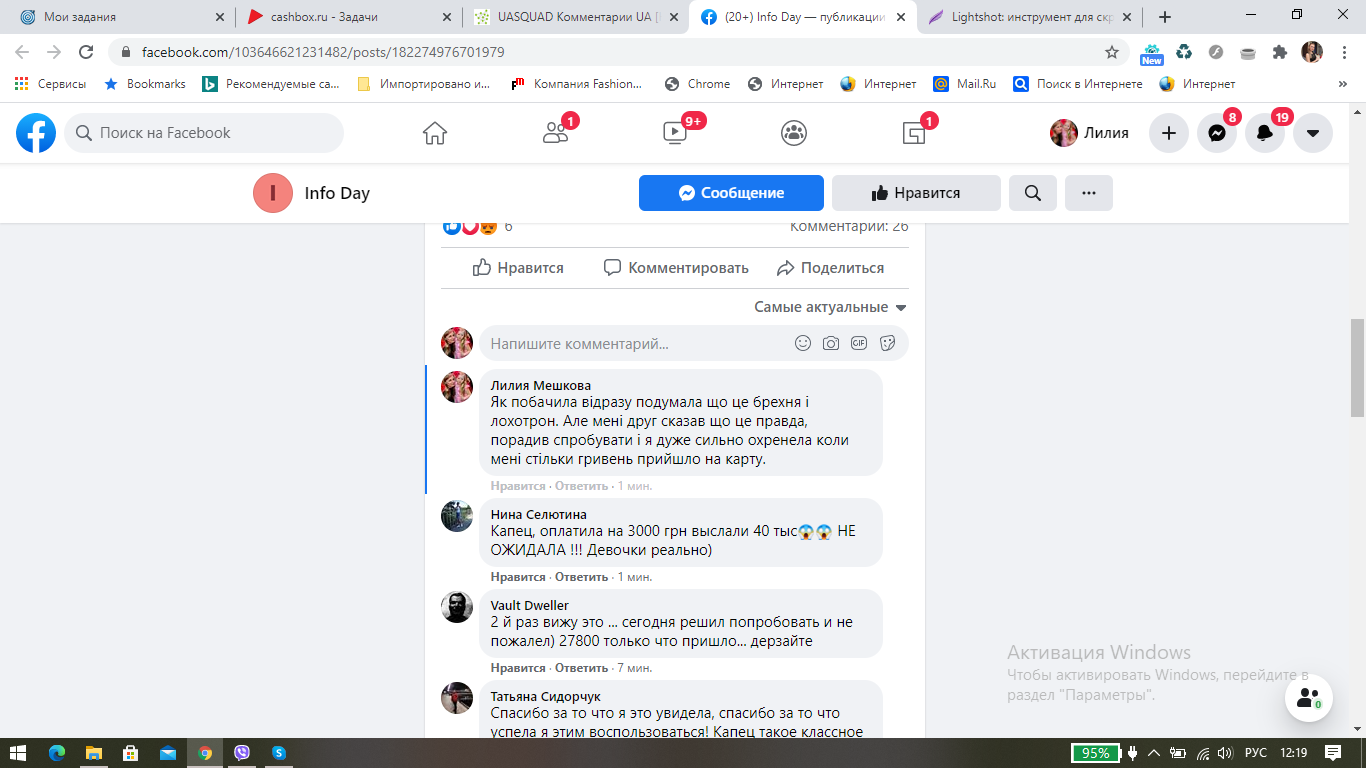 Мои задания
cashbox.ru - Задачи
UASQUAD Комментарии UA [
(20+) Info Day — публикации
Lightshot: инструмент для скр
facebook.com/103646621231482/posts/182274976701979
New
Сервисы
Bookmarks
Рекомендуемые са...
Импортировано и...
Компания Fashion...
Chrome
Интернет
Интернет
Mail.Ru
Поиск в Интернете
Интернет
»
Поиск на Facebook
1
9+
1
Лилия
8
19
I
Info Day
Сообщение
Нравится
6
Комментарии: 26
Нравится
Комментировать
Поделиться
Самые актуальные
Напишите комментарий...
GIF
Лилия Мешкова
Як побачила відразу подумала що це брехня і
лохотрон. Але мені друг сказав що це правда,
порадив спробувати і я дуже сильно охренела коли
мені стільки гривень прийшло на карту.
Нравится · Ответить · 1 мин.
Нина Селютина
Капец, оплатила на 3000 грн выслали 40 тыс😱😱 НЕ
ОЖИДАЛА !!! Девочки реально)
Нравится · Ответить · 1 мин.
Vault Dweller
2 й раз вижу это ... сегодня решил попробовать и не
пожалел) 27800 только что пришло... дерзайте
Нравится · Ответить · 7 мин.
Татьяна Сидорчук
Спасибо за то что я это увидела, спасибо за то что
успела я этим воспользоваться! Капец такое классное
Активация Windows
Чтобы активировать Windows, перейдите в
раздел "Параметры".
0
95%
РУС
12:19